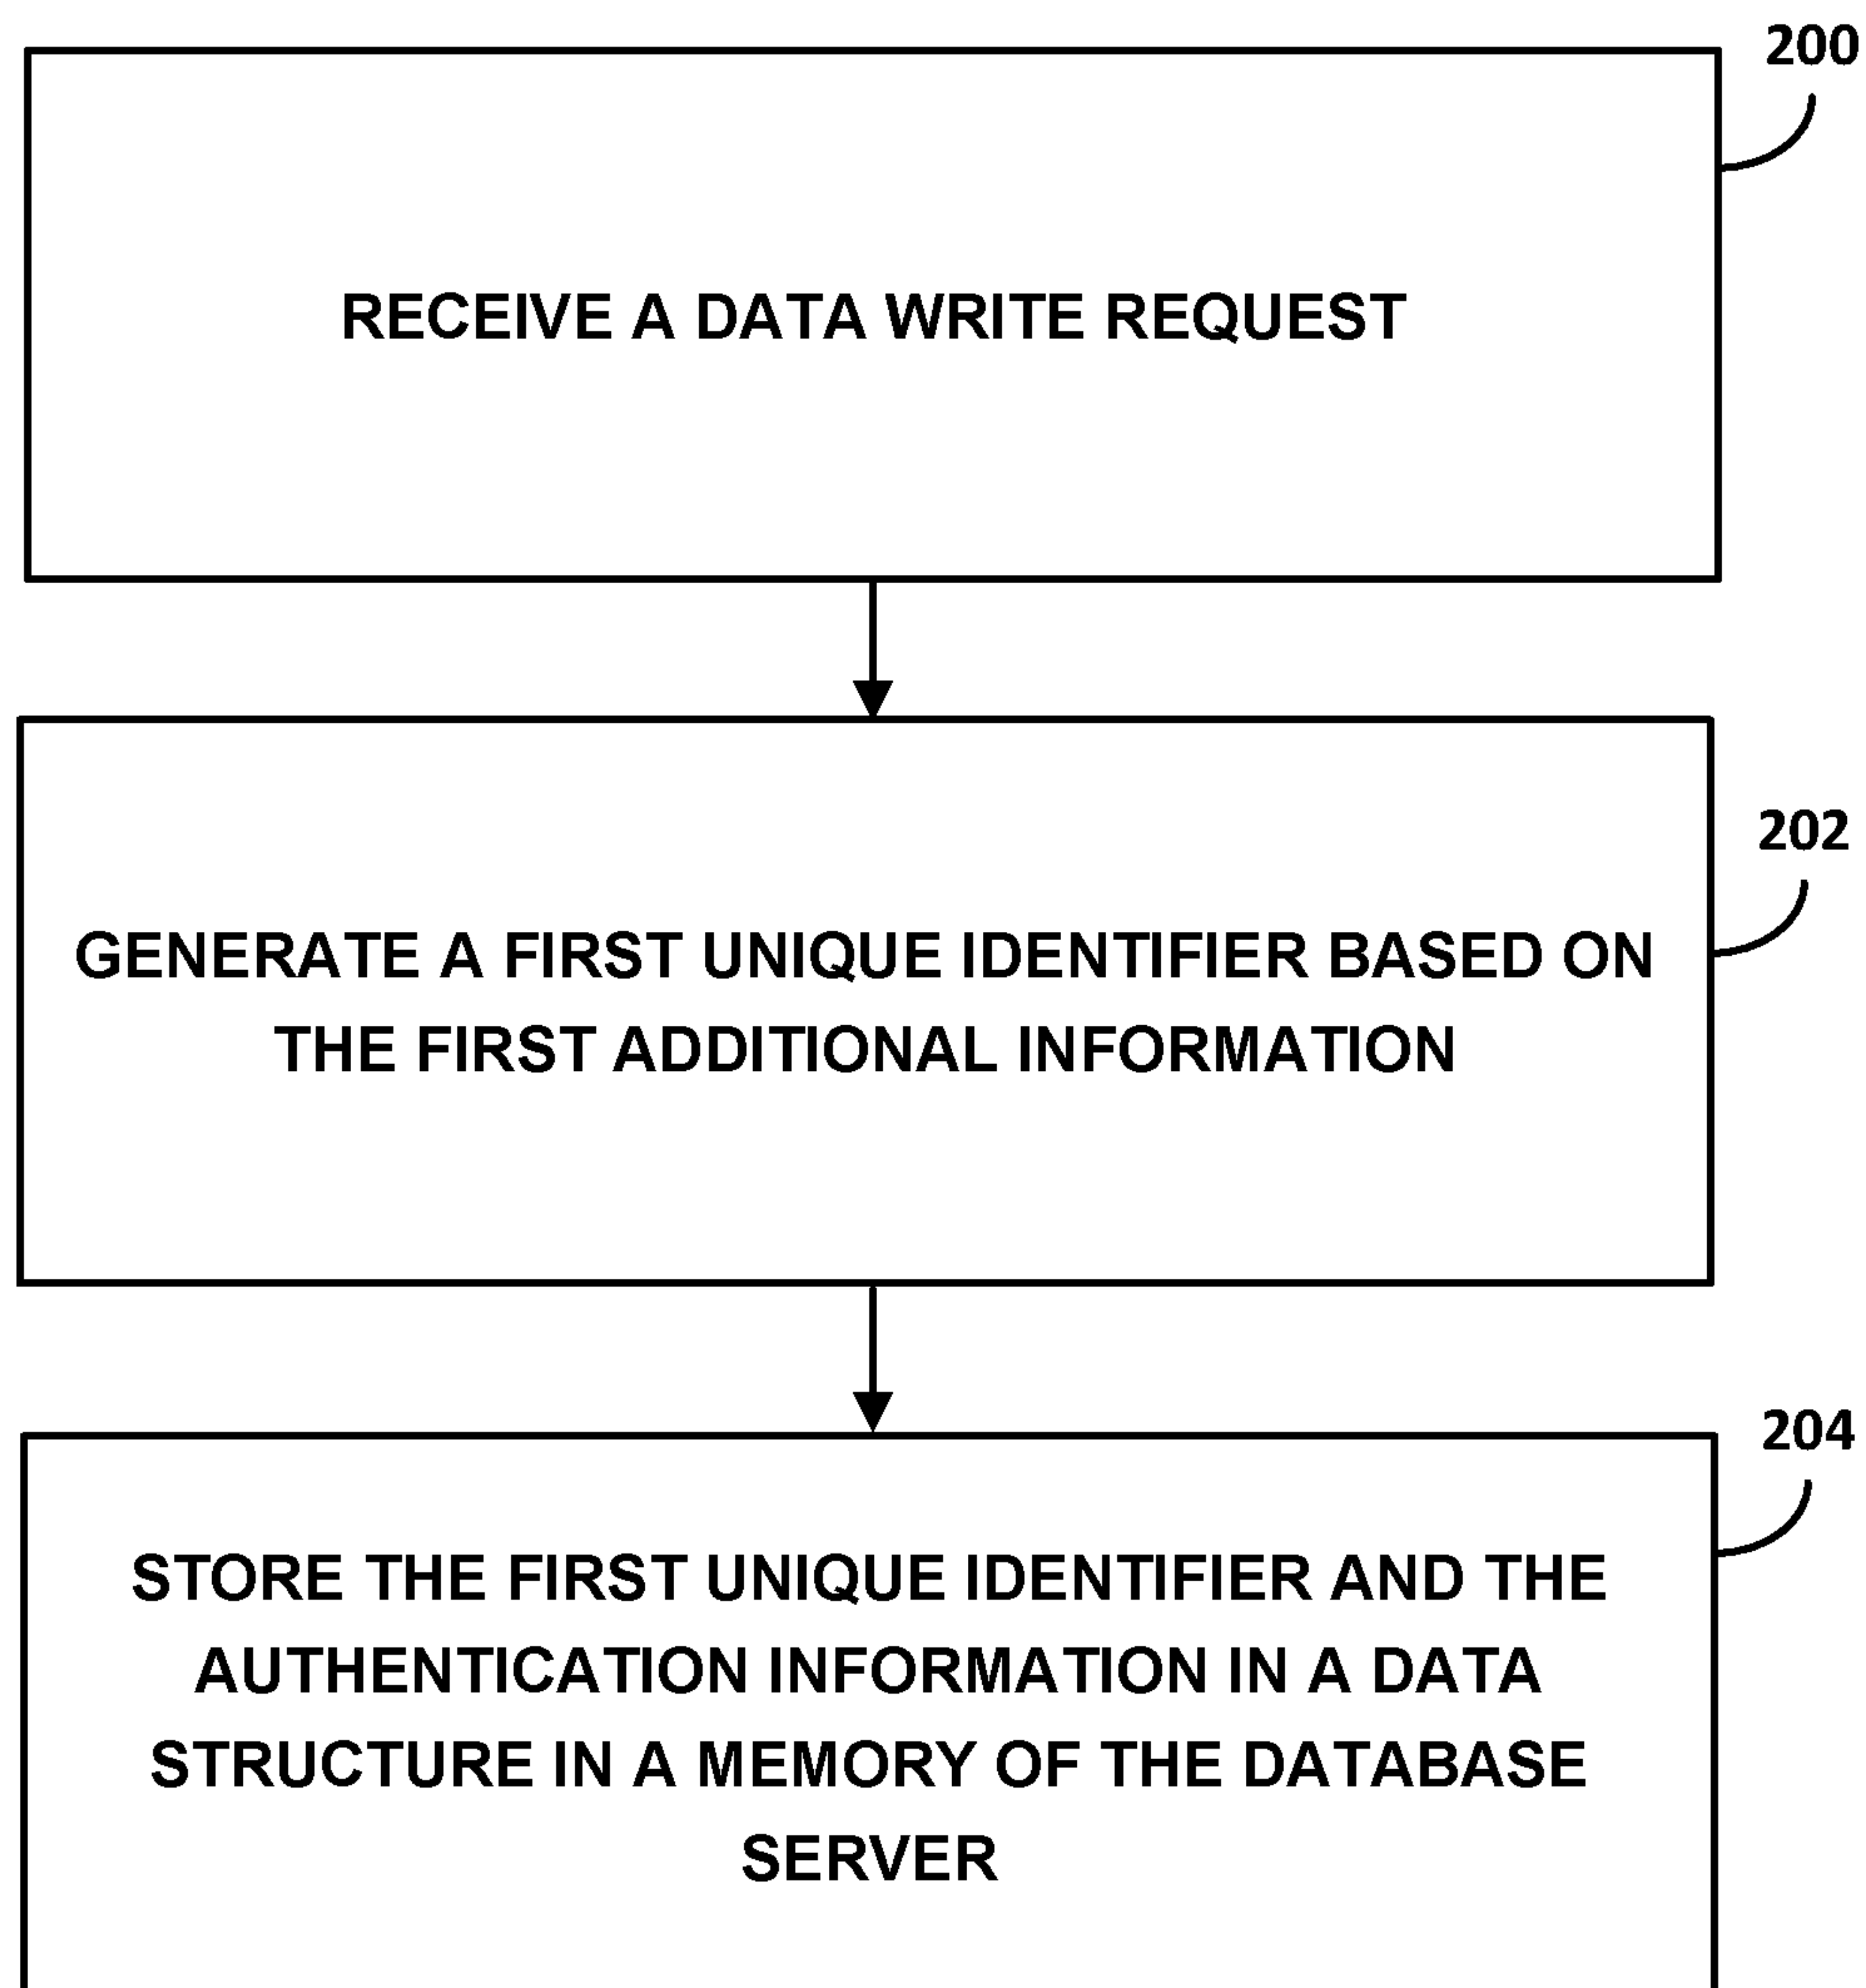 200
RECEIVE A DATA WRITE REQUEST
202
GENERATE A FIRST UNIQUE IDENTIFIER BASED ON
THE FIRST ADDITIONAL INFORMATION
204
STORE THE FIRST UNIQUE IDENTIFIER AND THE
AUTHENTICATION INFORMATION IN A DATA
STRUCTURE IN A MEMORY OF THE DATABASE
SERVER